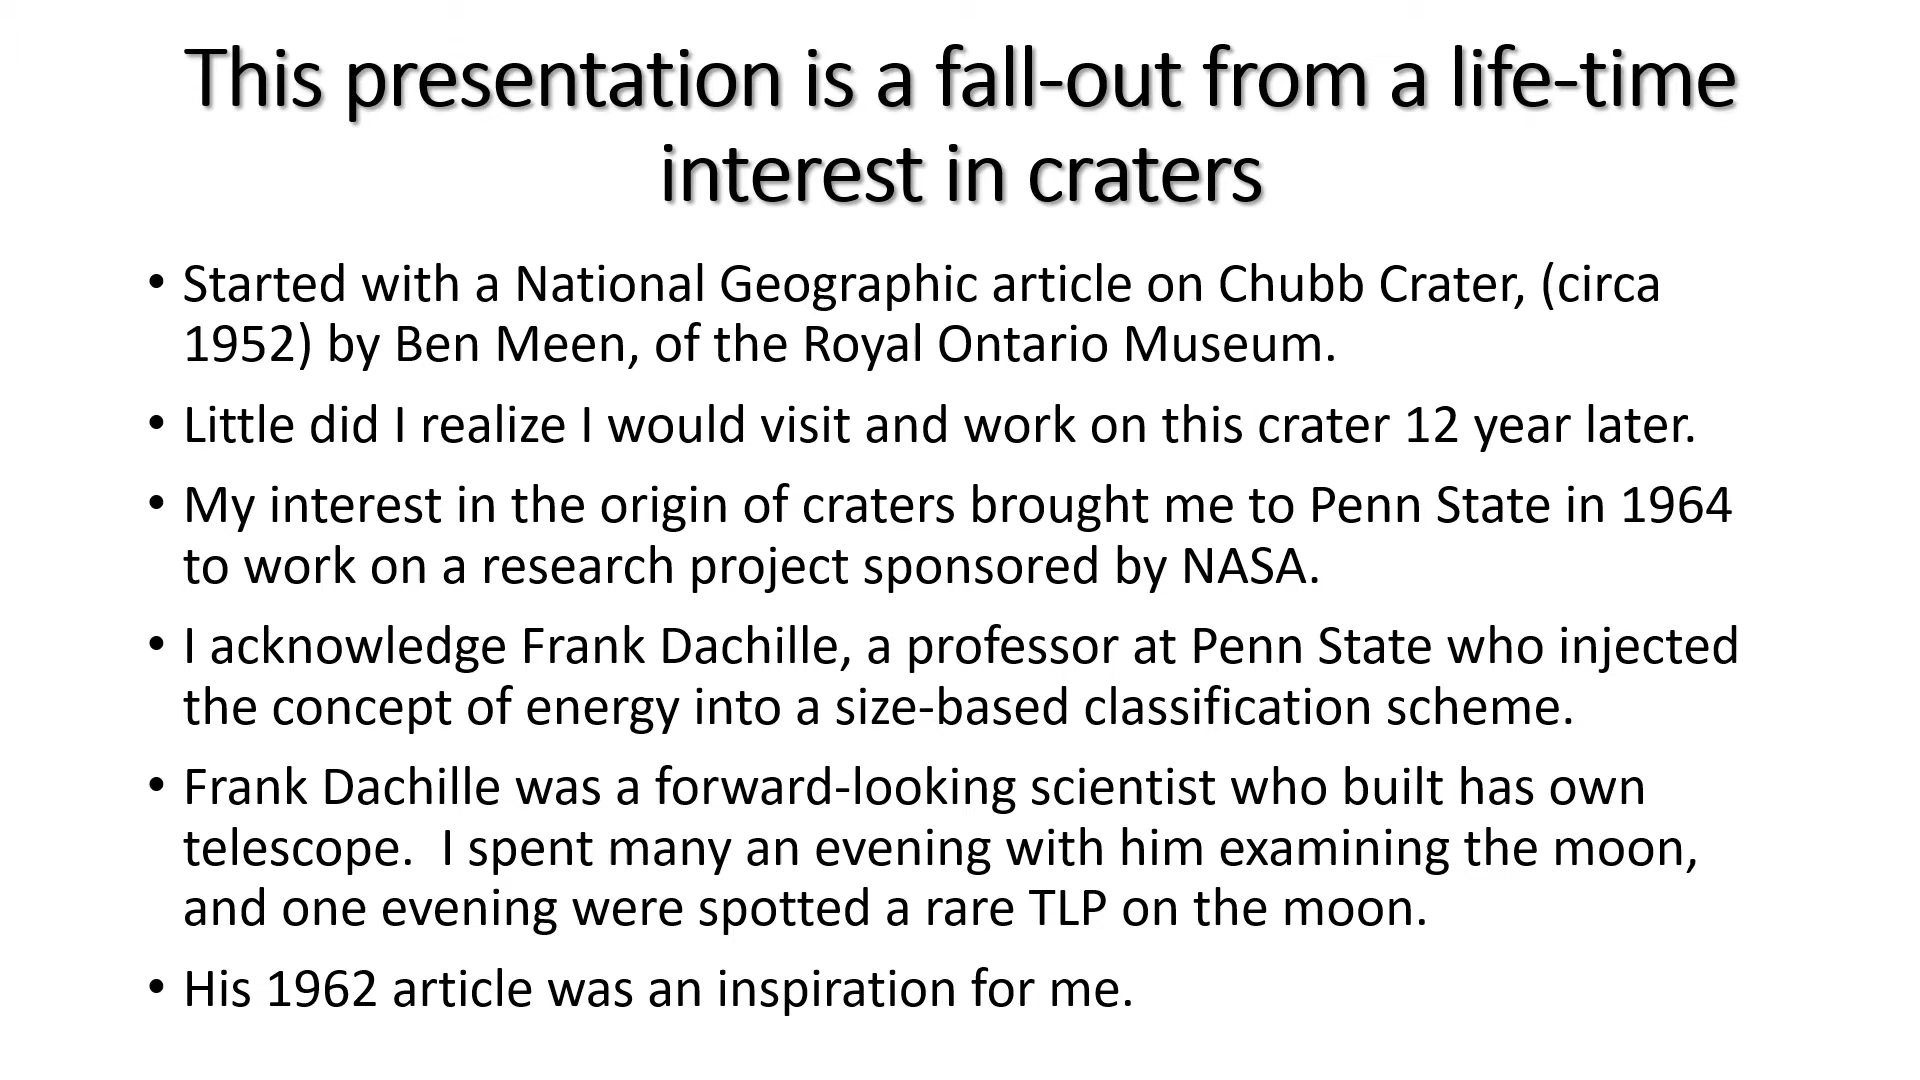 This presentation is a fall-out from a life-time
interest in craters
• Started with a National Geographic article on Chubb Crater, (circa
1952) by Ben Meen, of the Royal Ontario Museum.
• Little did I realize I would visit and work on this crater 12 year later.
• My interest in the origin of craters brought me to Penn State in 1964
to work on a research project sponsored by NASA.
• I acknowledge Frank Dachille, a professor at Penn State who injected
the concept of energy into a size-based classification scheme.
• Frank Dachille was a forward-looking scientist who built has own
telescope.  I spent many an evening with him examining the moon,
and one evening were spotted a rare TLP on the moon.
• His 1962 article was an inspiration for me.